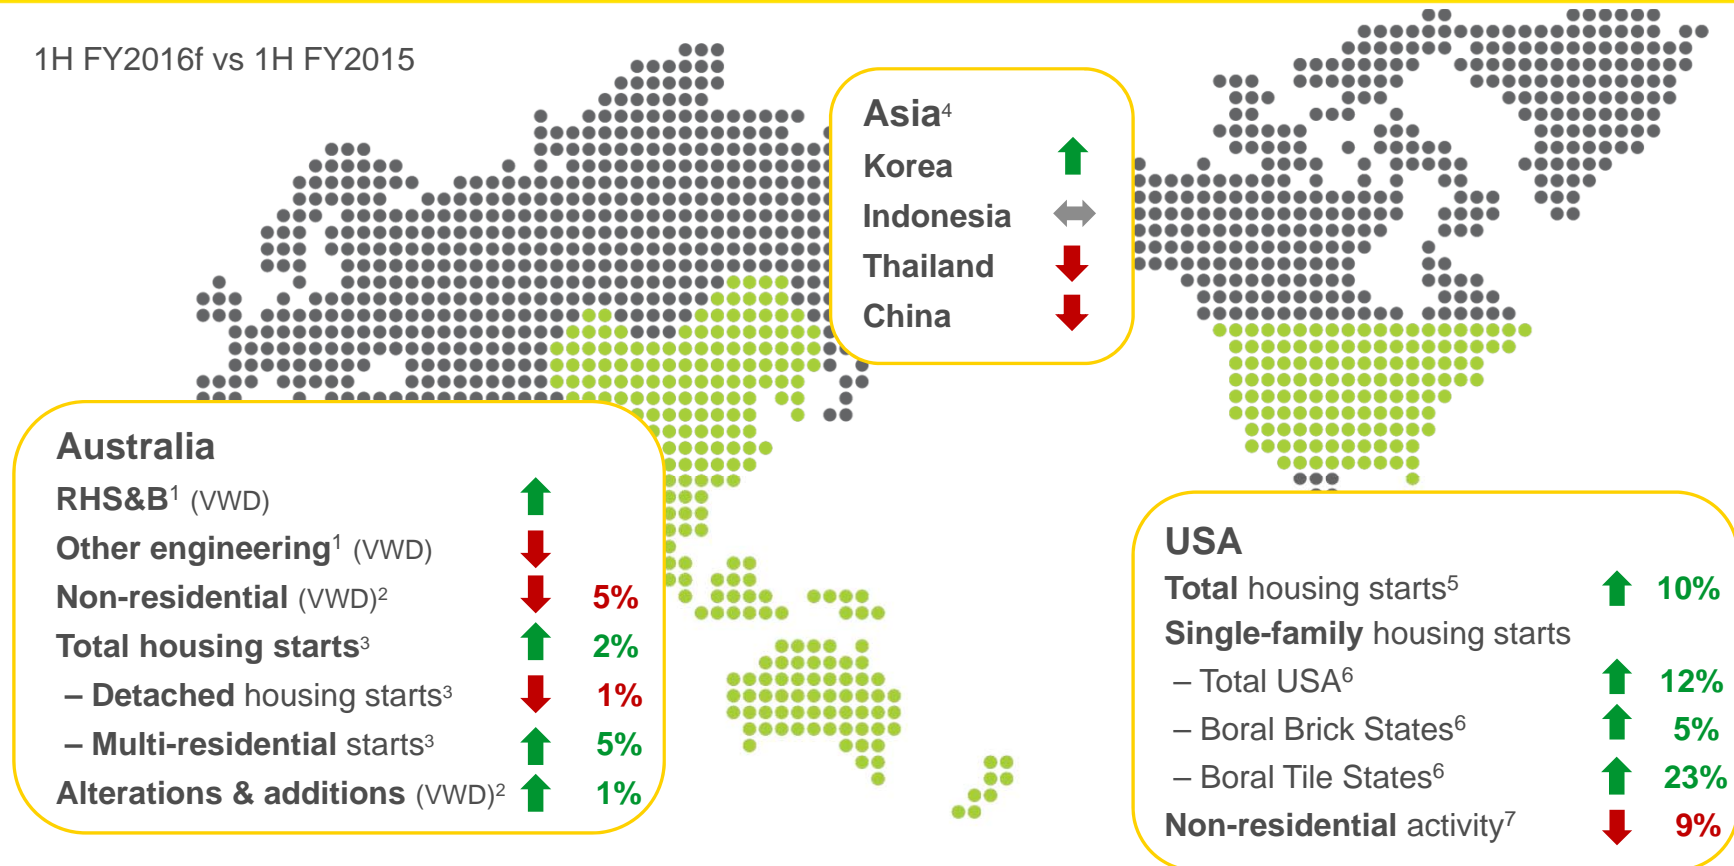 1H FY2016f vs 1H FY2015
Asia⁴
Korea
Indonesia
Thailand
China
Australia
RHS&B¹ (VWD)
Other engineering¹ (VWD)
Non-residential (VWD)² 5%
Total housing starts³ 2%
– Detached housing starts³ 1%
– Multi-residential starts³ 5%
Alterations & additions (VWD)² 1%
USA
Total housing starts⁵ 10%
Single-family housing starts
– Total USA⁶ 12%
– Boral Brick States⁶ 5%
– Boral Tile States⁶ 23%
Non-residential activity⁷ 9%